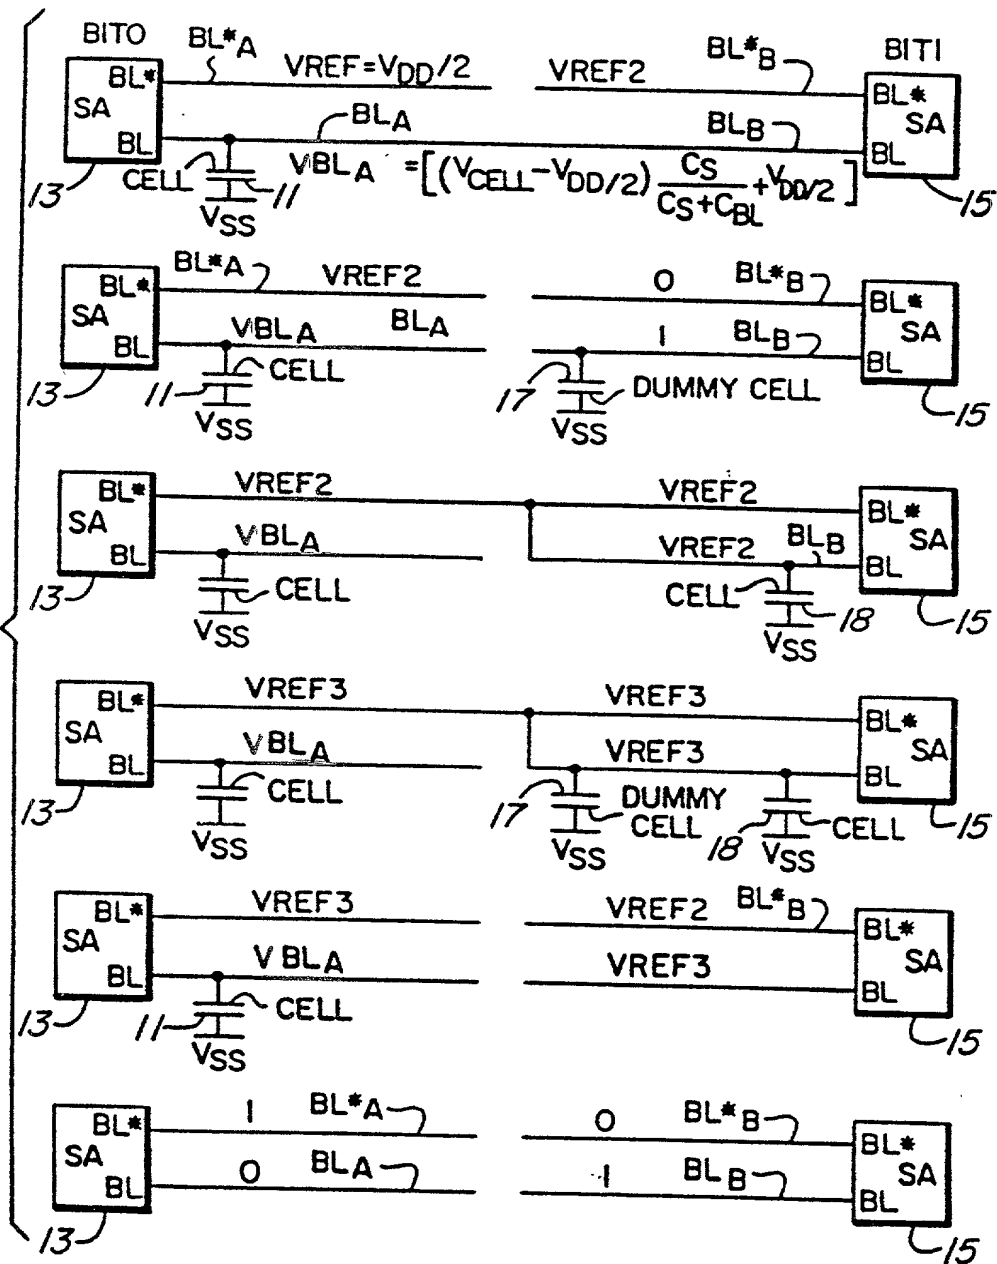 BIT0 BL*A VREF=VDD/2 VREF2 BL*B BIT1
BL* BL*
SA SA
BL BLA BLB BL
13 CELL 11 VBLA =[(VCELL-VDD/2) CS/CS+CBL +VDD/2] 15
VSS
BL*A VREF2 0 BL*B
BL* BL*
SA SA
BL VBLA BLA 1 BLB BL
13 11 CELL 17 DUMMY CELL 15
VSS VSS
BL* VREF2 VREF2 BL*
SA SA
BL VBLA VREF2 BLB BL
13 CELL CELL 18 15
VSS VSS
BL* VREF3 VREF3 BL*
SA SA
BL VBLA VREF3 BL
13 CELL 17 DUMMY CELL 18 CELL 15
VSS VSS VSS
BL* VREF3 VREF2 BL*B BL*
SA SA
BL VBLA VREF3 BL
13 11 CELL 15
VSS
BL* 1 BL*A 0 BL*B BL*
SA SA
BL 0 BLA 1 BLB BL
13 15